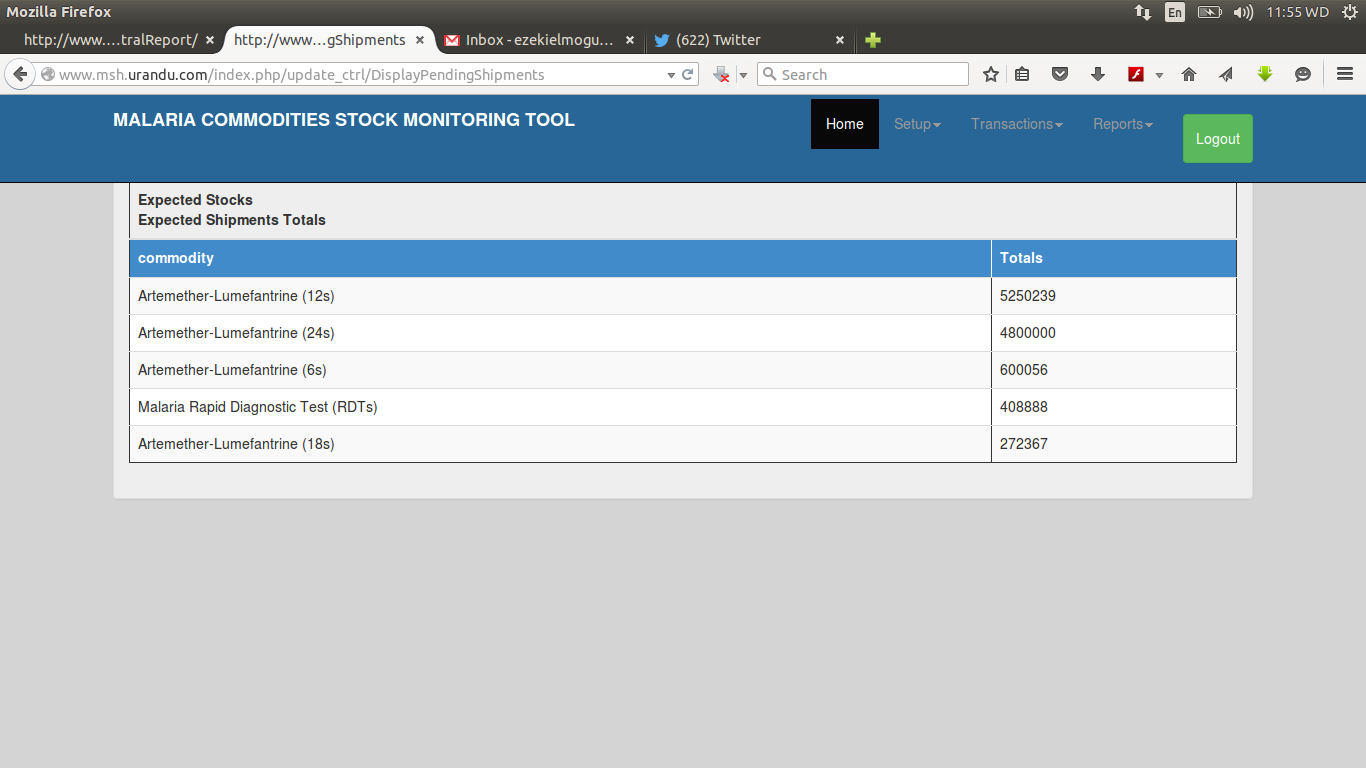 Mozilla Firefox
En
11:55 WD
http://www.…tralReport/
http://www…gShipments
Inbox - ezekielmogu…
(622) Twitter
www.msh.urandu.com/index.php/update_ctrl/DisplayPendingShipments
Search
MALARIA COMMODITIES STOCK MONITORING TOOL
Home
Setup
Transactions
Reports
Logout
Expected Stocks
Expected Shipments Totals
commodity Totals
Artemether-Lumefantrine (12s) 5250239
Artemether-Lumefantrine (24s) 4800000
Artemether-Lumefantrine (6s) 600056
Malaria Rapid Diagnostic Test (RDTs) 408888
Artemether-Lumefantrine (18s) 272367